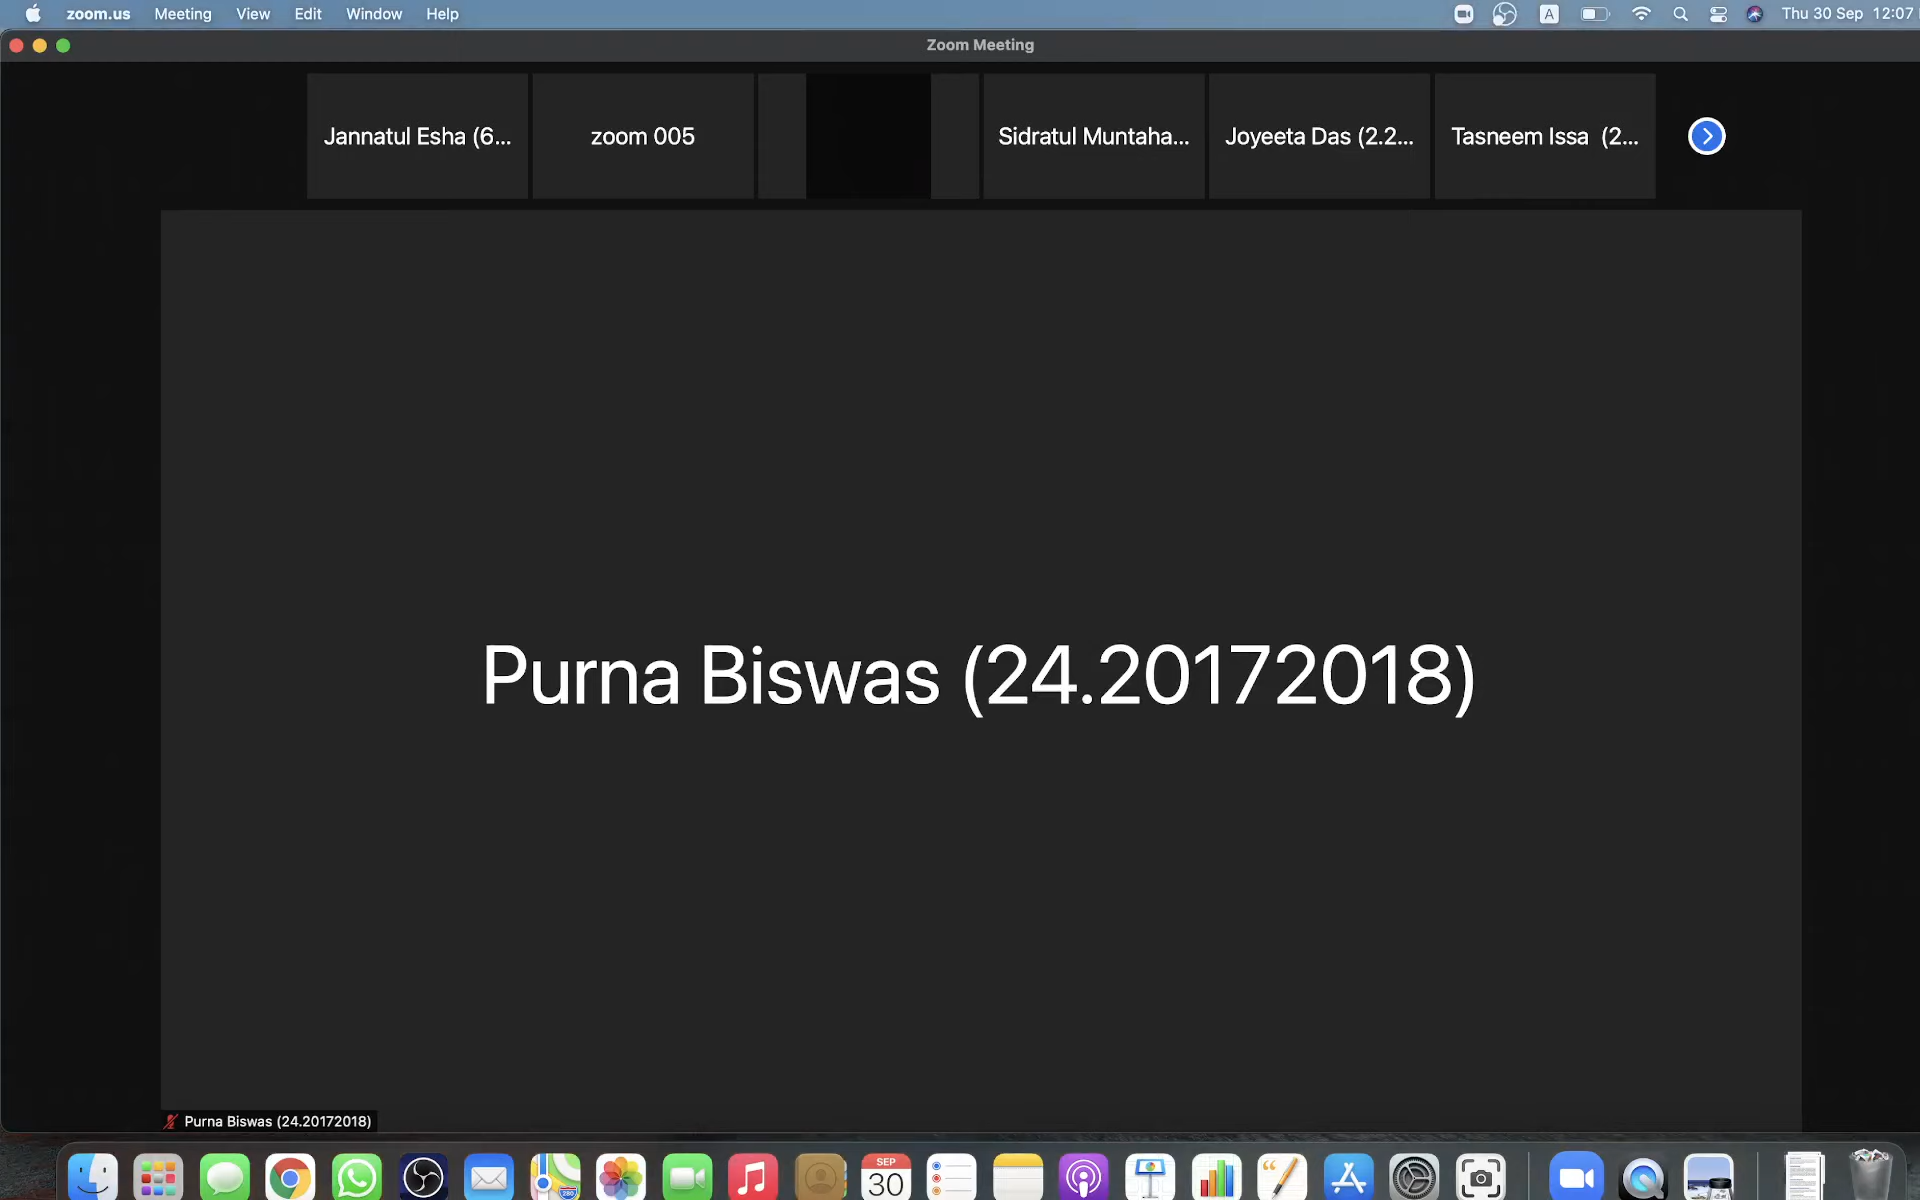 zoom.us Meeting View Edit Window Help A Thu 30 Sep 12:07
Zoom Meeting
Jannatul Esha (6... zoom 005 Sidratul Muntaha... Joyeeta Das (2.2... Tasneem Issa (2...
Purna Biswas (24.20172018)
Purna Biswas (24.20172018)
SEP
30
280